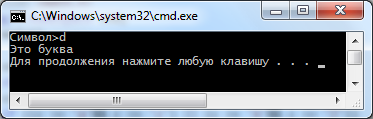 C:\Windows\system32\cmd.exe
Символ>d
Это буква
Для продолжения нажмите любую клавишу . . .